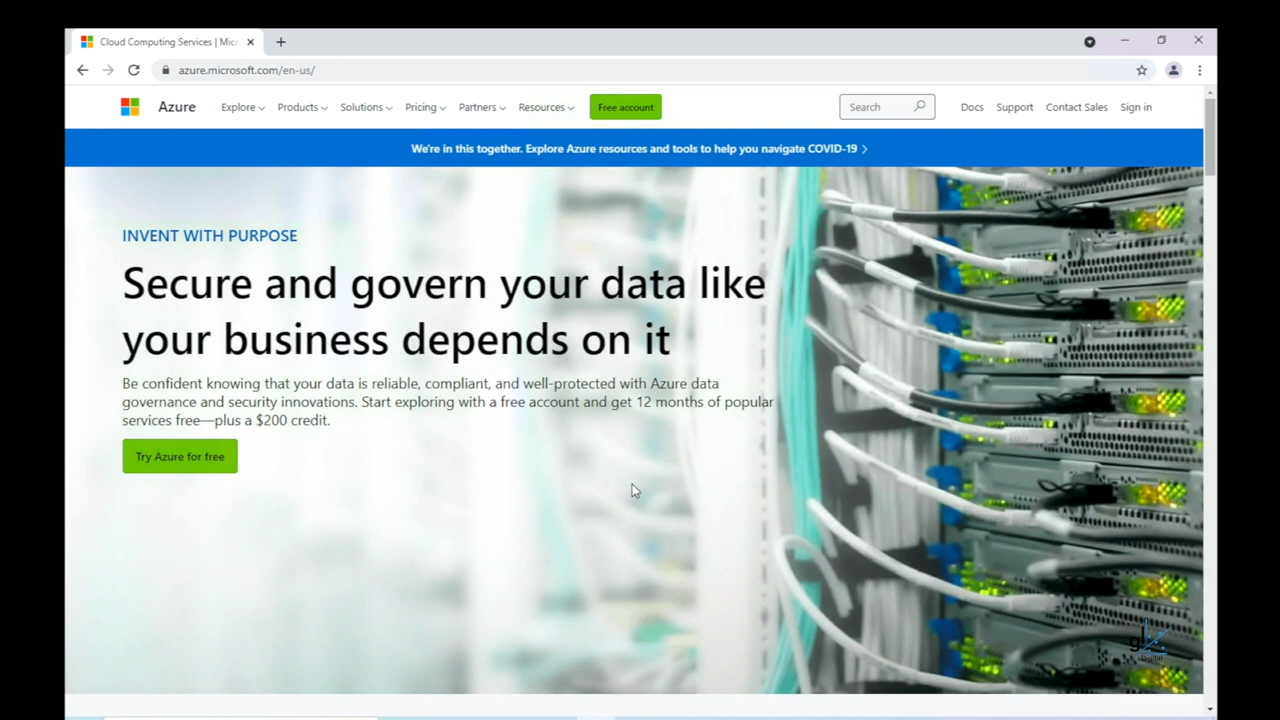 Cloud Computing Services | Micr
azure.microsoft.com/en-us/
Azure Explore Products Solutions Pricing Partners Resources Free account Search Docs Support Contact Sales Sign in
We're in this together. Explore Azure resources and tools to help you navigate COVID-19
INVENT WITH PURPOSE
Secure and govern your data like
your business depends on it
Be confident knowing that your data is reliable, compliant, and well-protected with Azure data
governance and security innovations. Start exploring with a free account and get 12 months of popular
services free—plus a $200 credit.
Try Azure for free
Digital